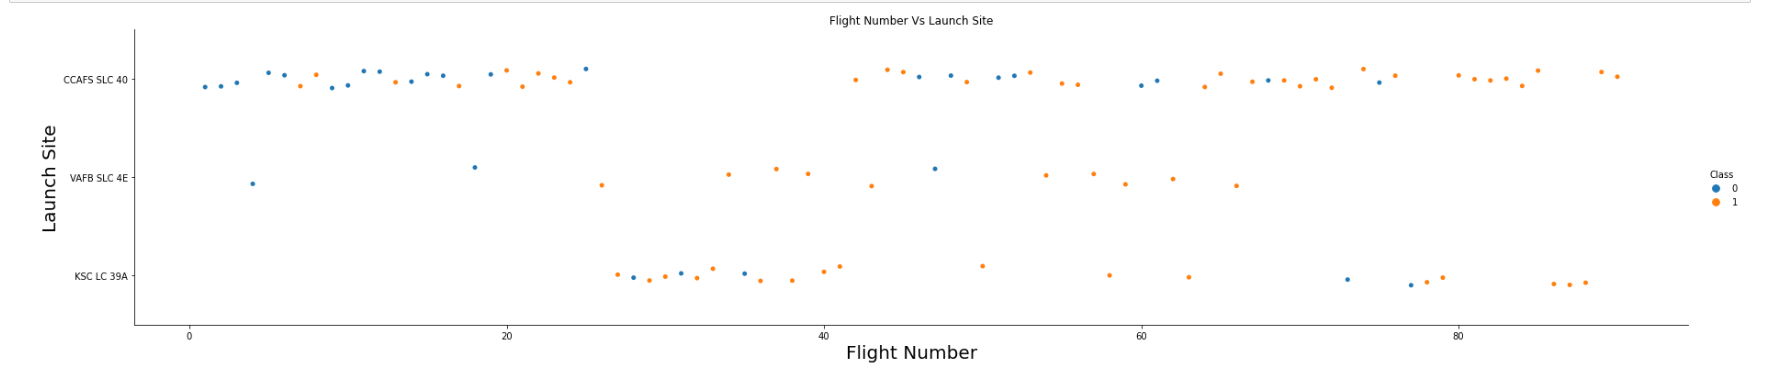 Flight Number Vs Launch Site
Launch Site
CCAFS SLC 40
VAFB SLC 4E
KSC LC 39A
0 20 40 60 80
Flight Number
Class
0
1